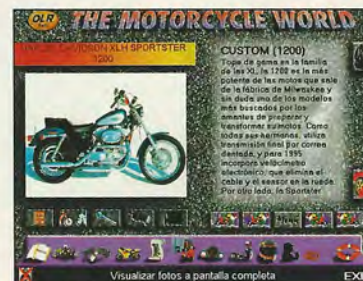 OLR
THE MOTORCYCLE WORLD
HARLEY DAVIDSON XLH SPORTSTER
1200
CUSTOM (1200)
Tope de gama en la familia
de las XL, la 1200 es la más
potente de las motos que sale
de la fábrica de Milwaukee y
sin duda uno de los modelos
más buscados por los
amantes de preparar y
transformar su motos. Como
todas sus hermanas, utiliza
transmisión final por correa
dentada, y para 1995
incorpora velocímetro
electrónico, que elimina el
cable y el sensor en la rueda.
Por otro lado, la Sportster
Visualizar fotos a pantalla completa